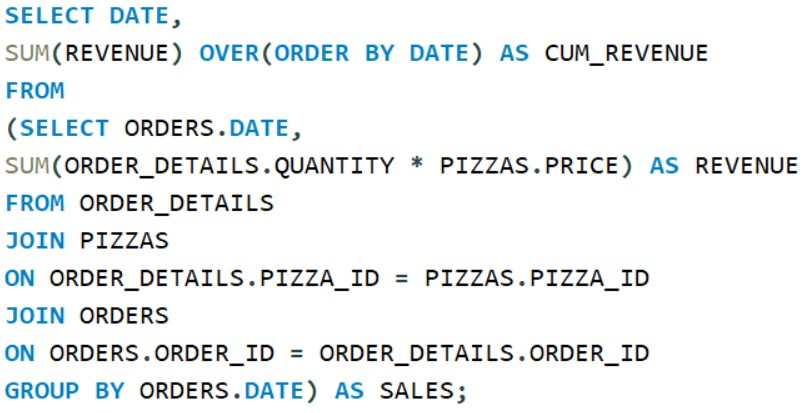 SELECT DATE,
SUM(REVENUE) OVER(ORDER BY DATE) AS CUM_REVENUE
FROM
(SELECT ORDERS.DATE,
SUM(ORDER_DETAILS.QUANTITY * PIZZAS.PRICE) AS REVENUE
FROM ORDER_DETAILS
JOIN PIZZAS
ON ORDER_DETAILS.PIZZA_ID = PIZZAS.PIZZA_ID
JOIN ORDERS
ON ORDERS.ORDER_ID = ORDER_DETAILS.ORDER_ID
GROUP BY ORDERS.DATE) AS SALES;